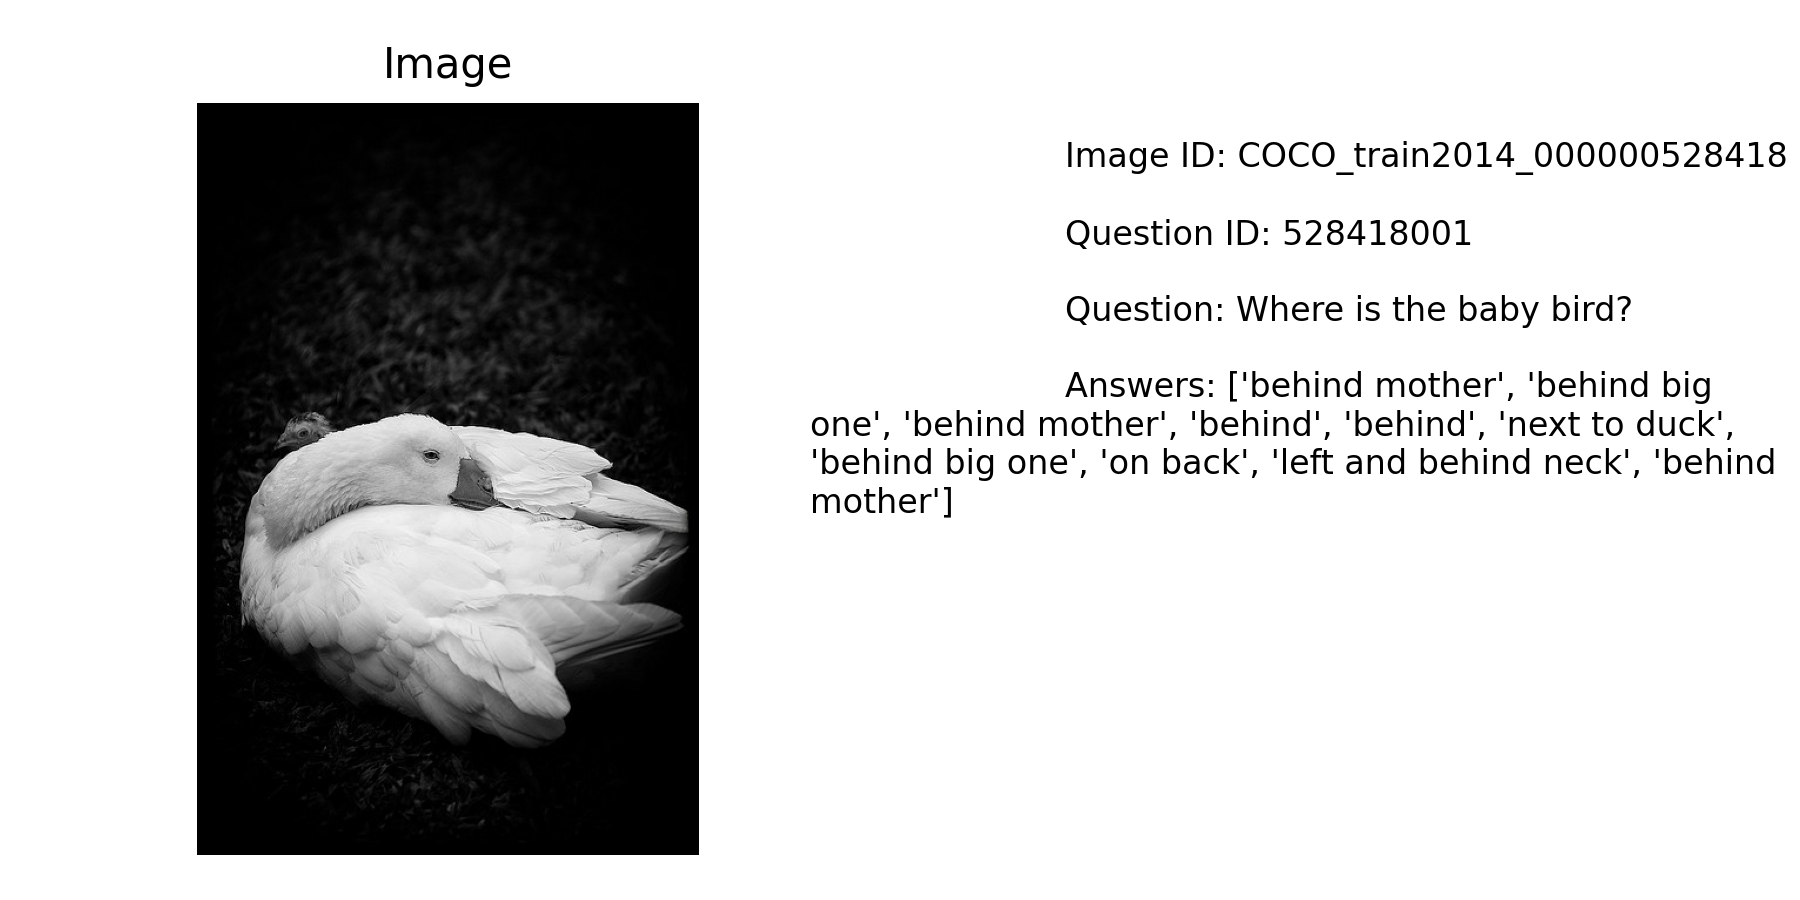 Image
Image ID: COCO_train2014_000000528418
Question ID: 528418001
Question: Where is the baby bird?
Answers: ['behind mother', 'behind big
one', 'behind mother', 'behind', 'behind', 'next to duck',
'behind big one', 'on back', 'left and behind neck', 'behind
mother']